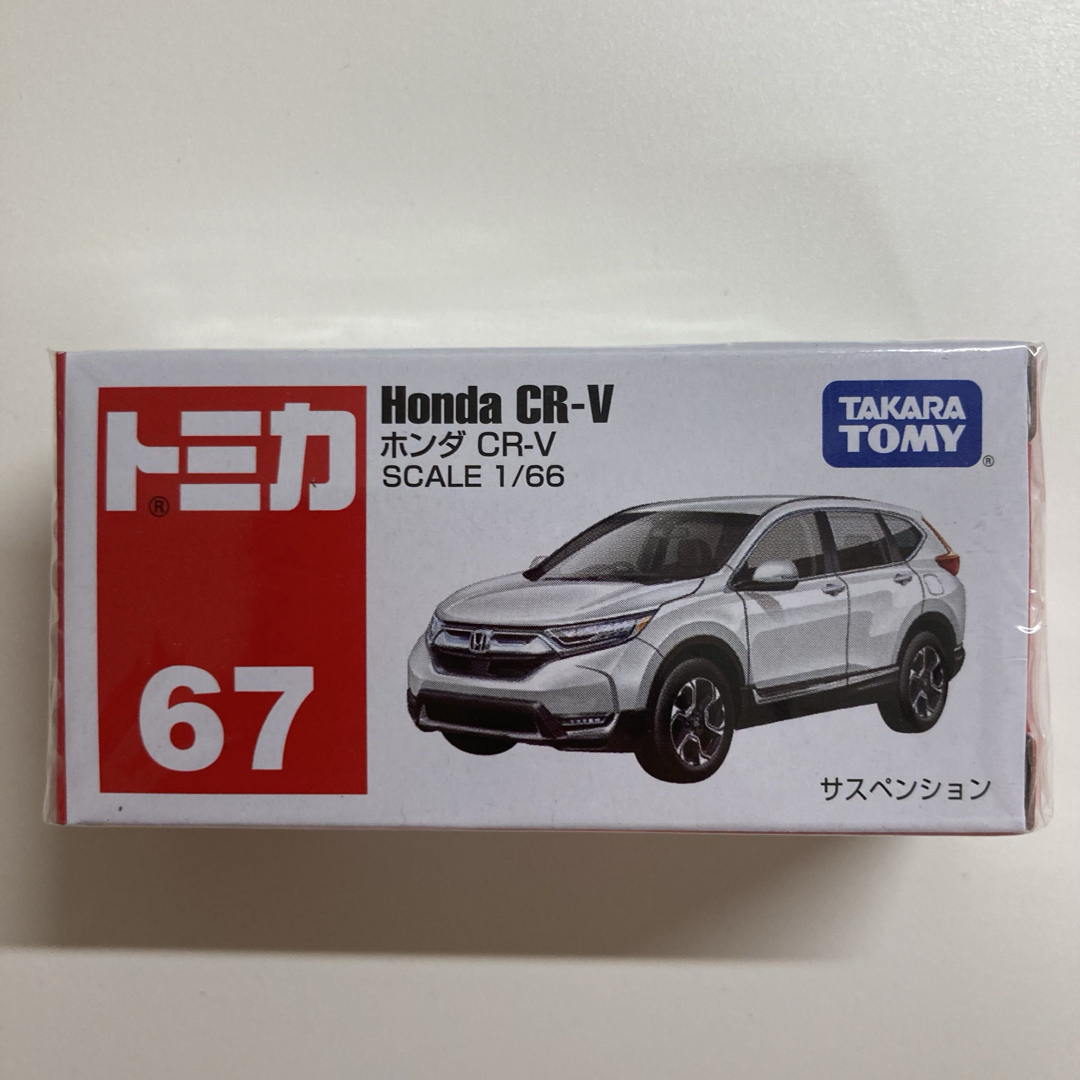 トミカ
®
67
Honda CR-V
ホンダ CR-V
SCALE 1/66
TAKARA
TOMY
®
サスペンション